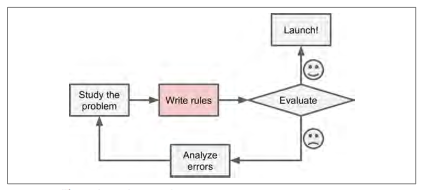 Launch!
Study the
problem
Write rules
Evaluate
Analyze
errors